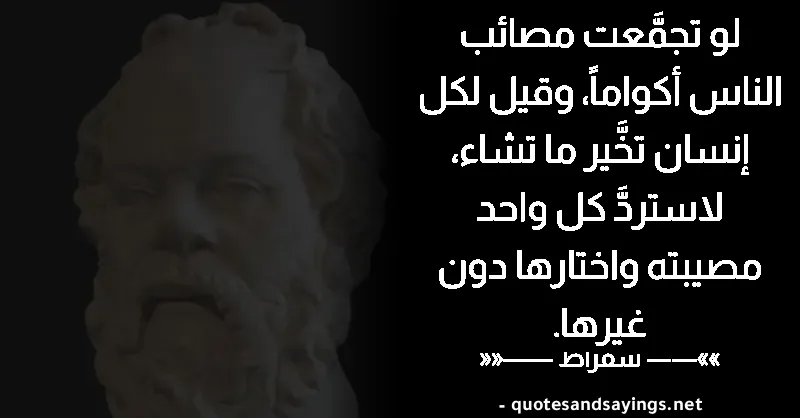 لو تجمَّعت مصائب
الناس أكواماً، وقيل لكل
إنسان تخَّير ما تشاء،
لاستردَّ كل واحد
مصيبته واختارها دون
غيرها.
»»—— سقراط ——««
- quotesandsayings.net